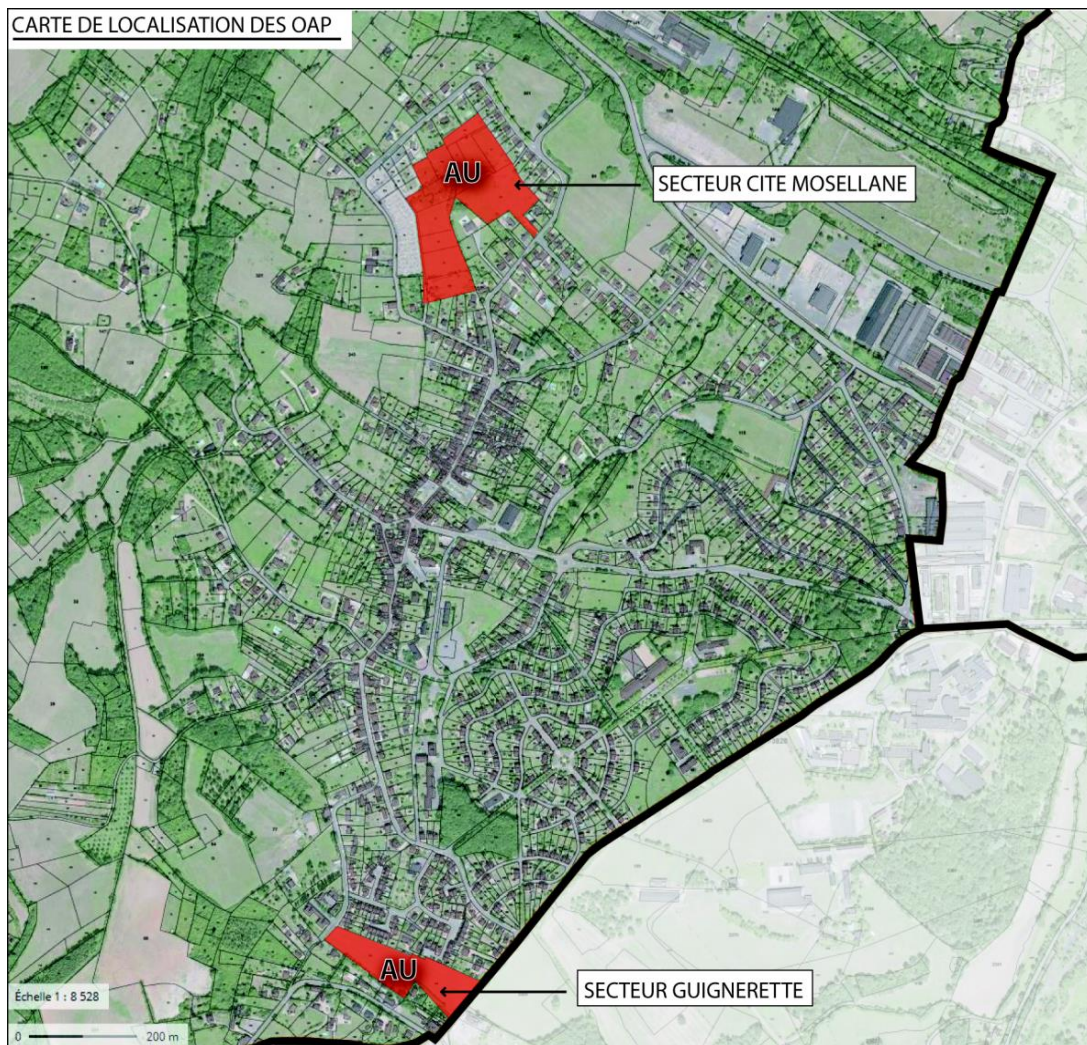 CARTE DE LOCALISATION DES OAP
AU
SECTEUR CITE MOSELLANE
AU
SECTEUR GUIGNERETTE
Échelle 1 : 8 528
0 200 m